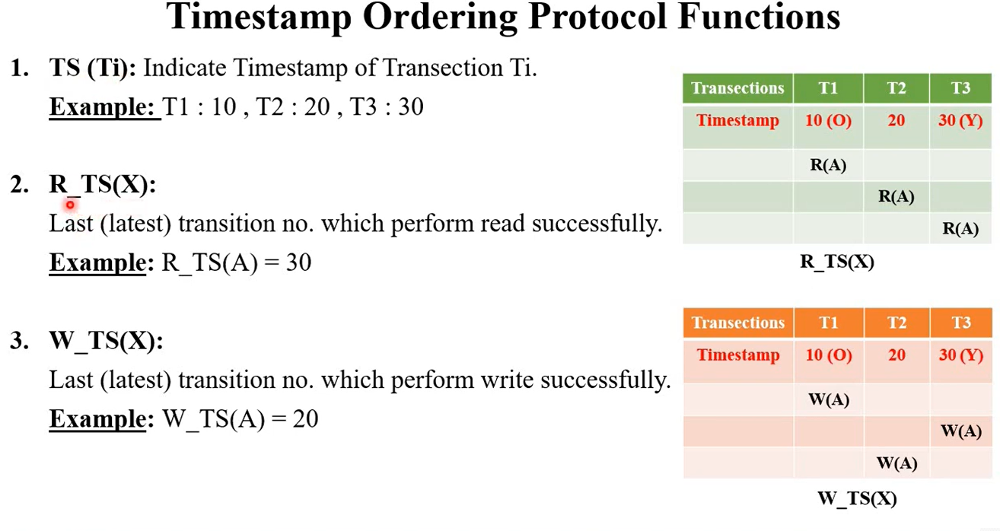 Timestamp Ordering Protocol Functions
1. TS (Ti): Indicate Timestamp of Transection Ti.
Example: T1 : 10 , T2 : 20 , T3 : 30
2. R_TS(X):
Last (latest) transition no. which perform read successfully.
Example: R_TS(A) = 30
3. W_TS(X):
Last (latest) transition no. which perform write successfully.
Example: W_TS(A) = 20
Transections T1 T2 T3
Timestamp 10 (O) 20 30 (Y)
R(A)
R(A)
R(A)
R_TS(X)
Transections T1 T2 T3
Timestamp 10 (O) 20 30 (Y)
W(A)
W(A)
W(A)
W_TS(X)